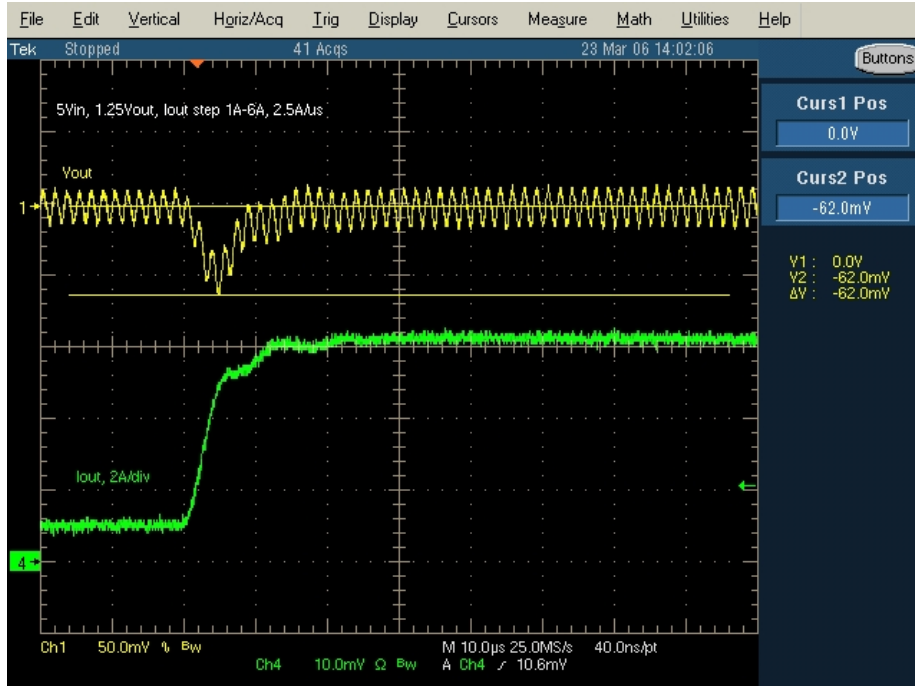 File Edit Vertical Horiz/Acq Trig Display Cursors Measure Math Utilities Help
Tek Stopped 41 Acqs 23 Mar 06 14:02:06
Buttons
5Vin, 1.25Vout, Iout step 1A-6A, 2.5A/us
Curs1 Pos
0.0V
Vout
Curs2 Pos
-62.0mV
1
V1 : 0.0V
V2 : -62.0mV
ΔV : -62.0mV
Iout, 2A/div
4
Ch1 50.0mV ∿ Bw M 10.0µs 25.0MS/s 40.0ns/pt
Ch4 10.0mV Ω Bw A Ch4 ∕ 10.6mV